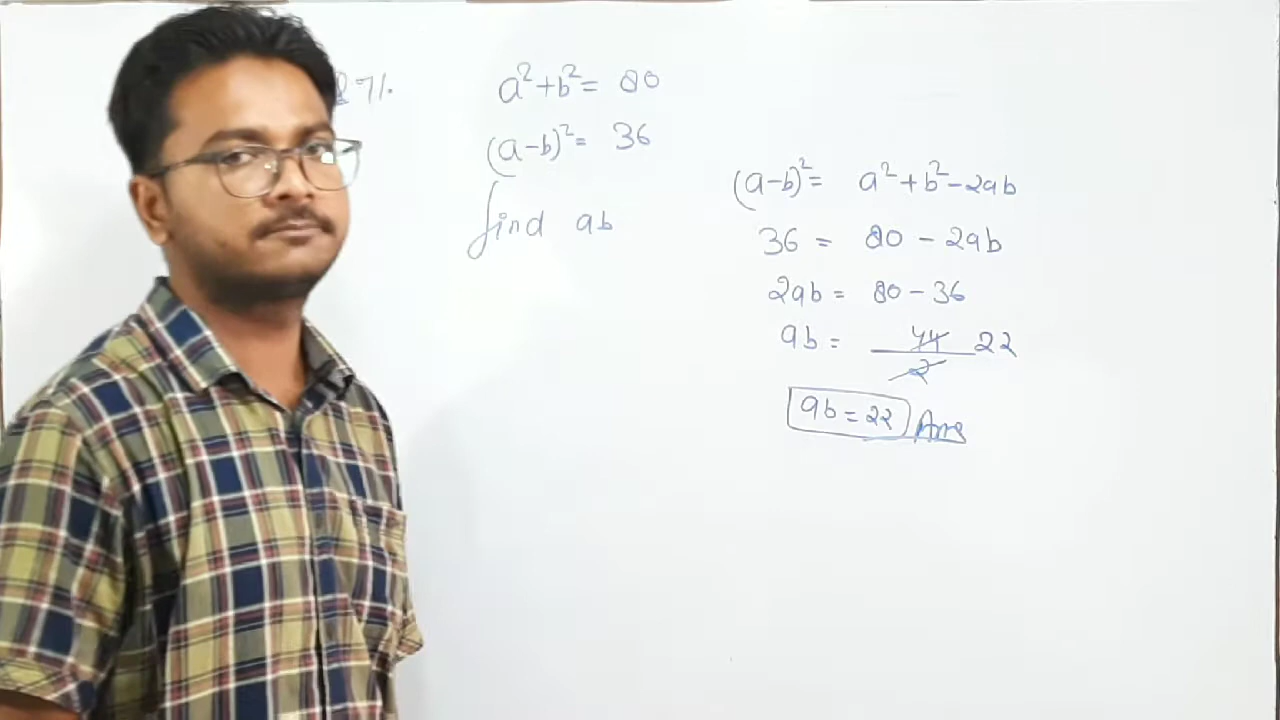 27/.
a²+b²= 80
(a-b)²= 36
find ab
(a-b)²= a²+b²-2ab
36 = 80 - 2ab
2ab = 80 - 36
ab = 44/2 22
ab = 22 Ans